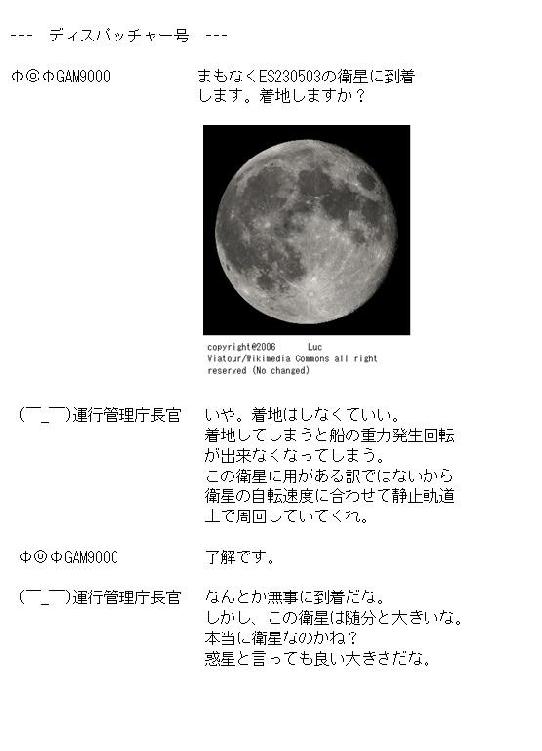 --- ディスパッチャー号 ---
Φ@ΦGAM9000 まもなくES230503の衛星に到着
します。着地しますか？
copyright@2006 Luc
Viatour/Wikimedia Commons all right
reserved (No changed)
(￣_￣)運行管理庁長官 いや。着地はしなくていい。
着地してしまうと船の重力発生回転
が出来なくなってしまう。
この衛星に用がある訳ではないから
衛星の自転速度に合わせて静止軌道
上で周回していてくれ。
Φ@ΦGAM9000 了解です。
(￣_￣)運行管理庁長官 なんとか無事に到着だな。
しかし、この衛星は随分と大きいな。
本当に衛星なのかね？
惑星と言っても良い大きさだな。